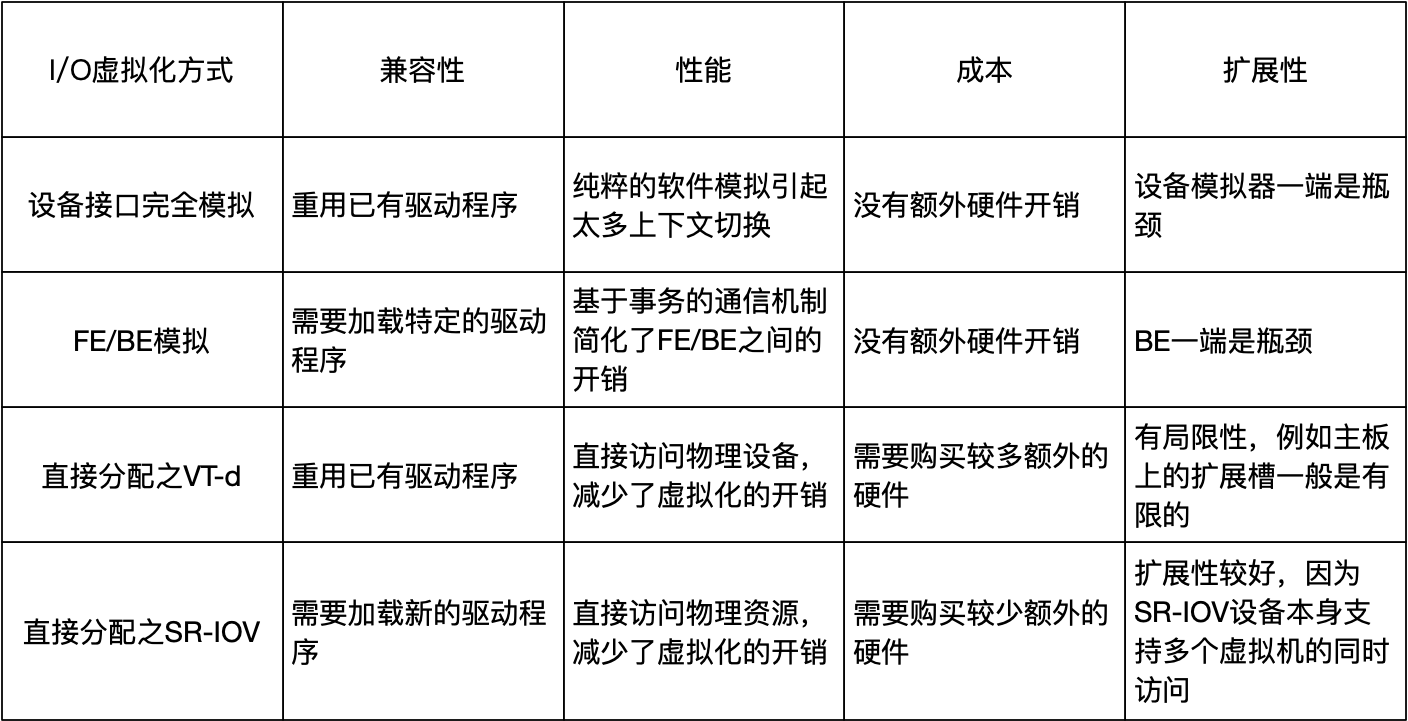 I/O虚拟化方式
兼容性
性能
成本
扩展性
设备接口完全模拟
重用已有驱动程序
纯粹的软件模拟引起
太多上下文切换
没有额外硬件开销
设备模拟器一端是瓶
颈
FE/BE模拟
需要加载特定的驱动
程序
基于事务的通信机制
简化了FE/BE之间的
开销
没有额外硬件开销
BE一端是瓶颈
直接分配之VT-d
重用已有驱动程序
直接访问物理设备，
减少了虚拟化的开销
需要购买较多额外的
硬件
有局限性，例如主板
上的扩展槽一般是有
限的
直接分配之SR-IOV
需要加载新的驱动程
序
直接访问物理资源，
减少了虚拟化的开销
需要购买较少额外的
硬件
扩展性较好，因为
SR-IOV设备本身支
持多个虚拟机的同时
访问